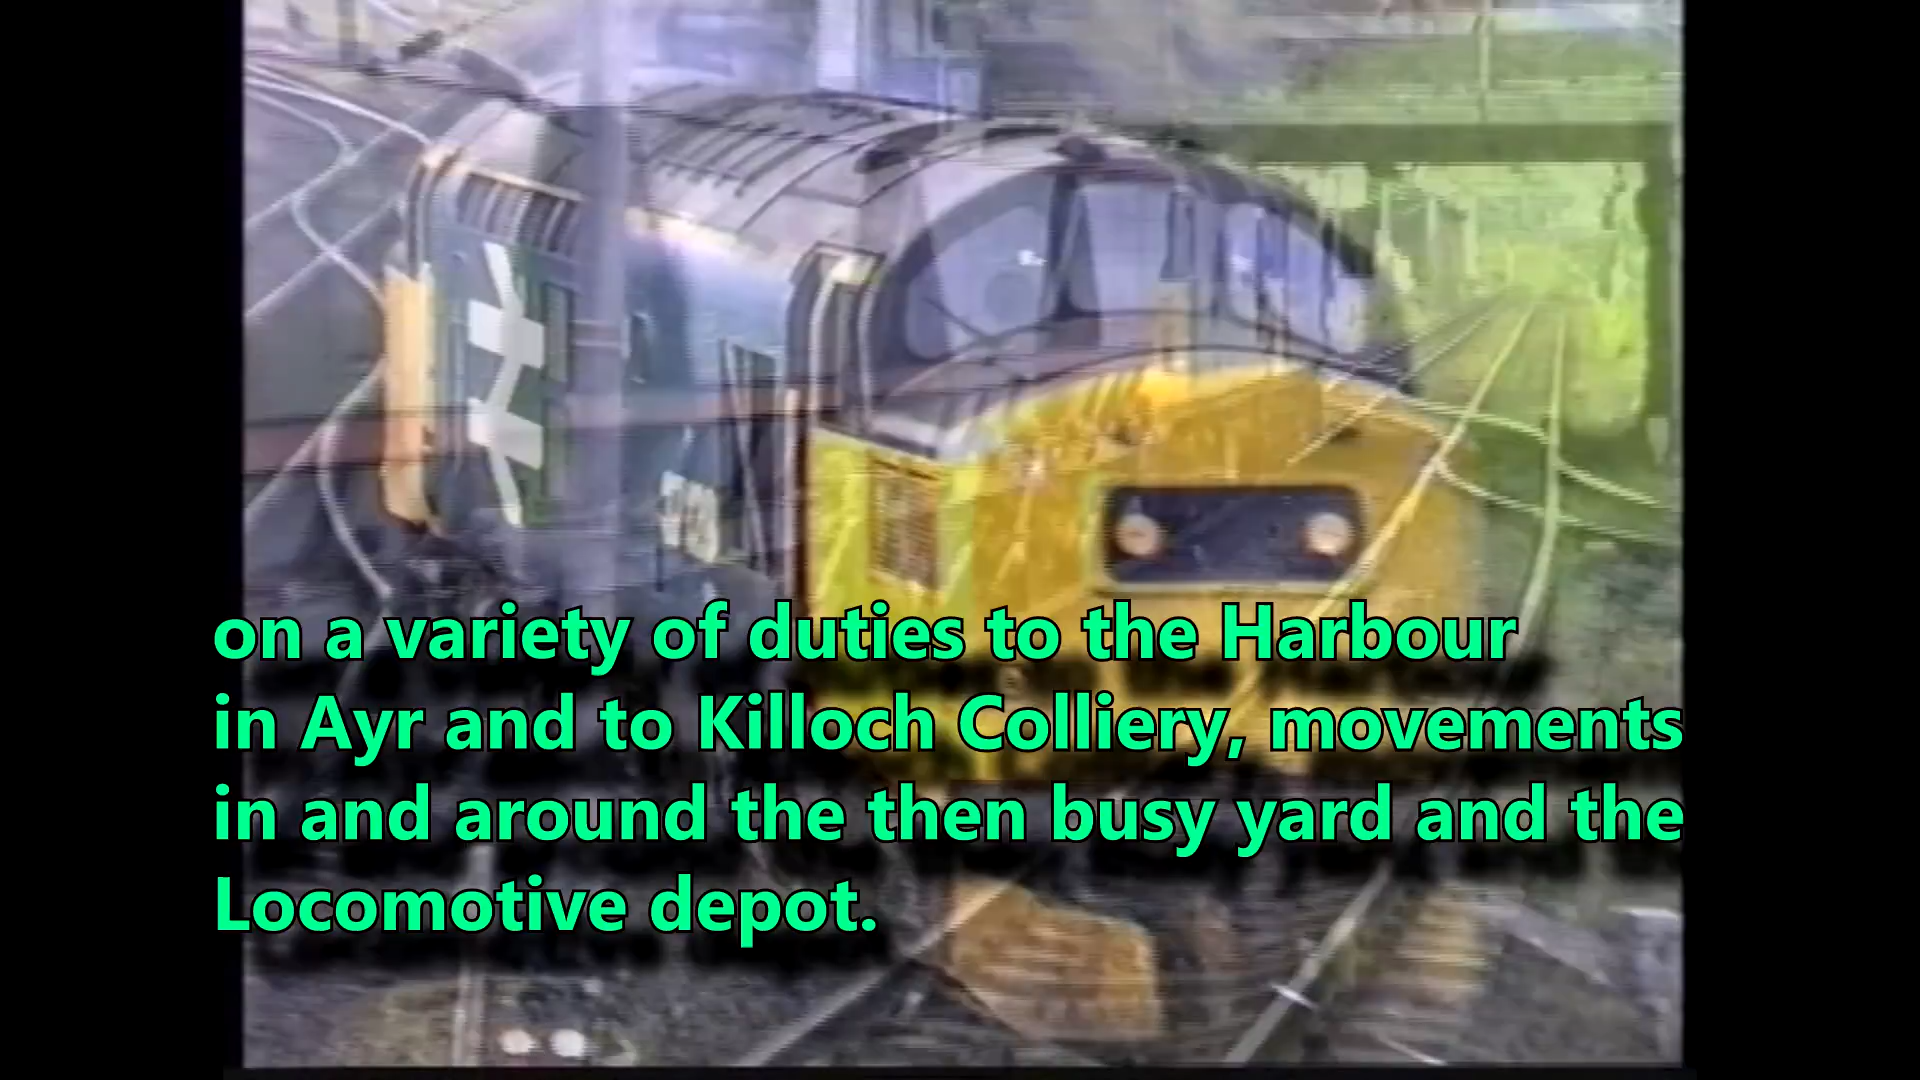 on a variety of duties to the Harbour
in Ayr and to Killoch Colliery, movements
in and around the then busy yard and the
Locomotive depot.